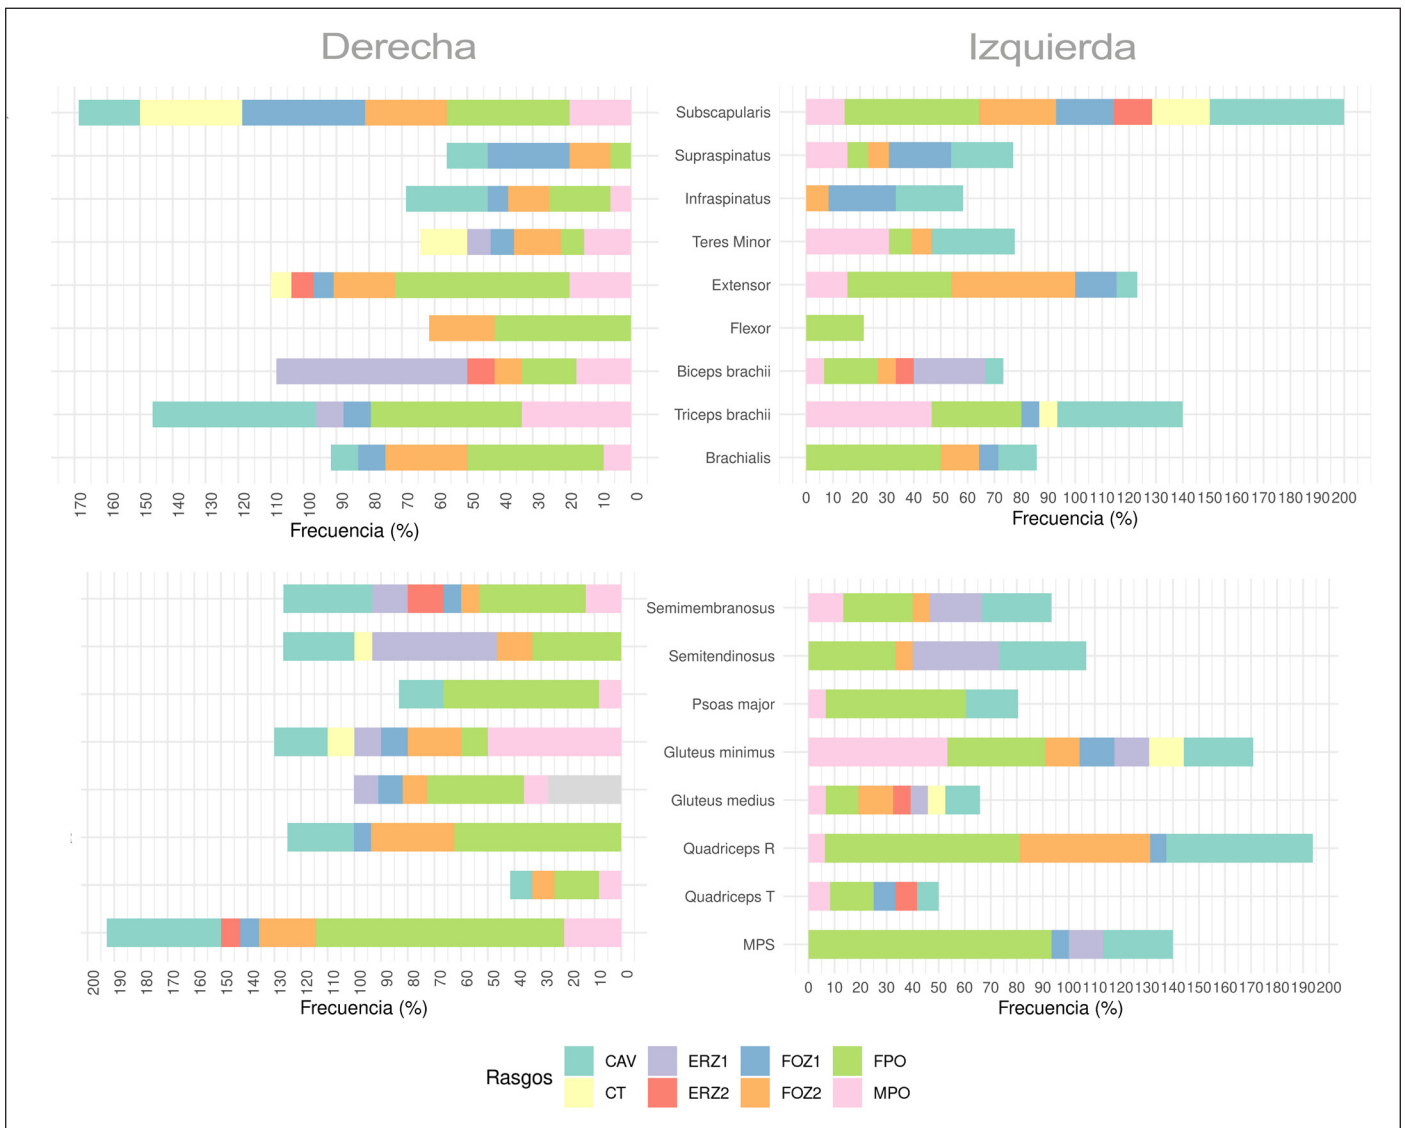 Derecha
Izquierda
Subscapularis
Supraspinatus
Infraspinatus
Teres Minor
Extensor
Flexor
Biceps brachii
Triceps brachii
Brachialis
170 160 150 140 130 120 110 100 90 80 70 60 50 40 30 20 10 0
Frecuencia (%)
0 10 20 30 40 50 60 70 80 90 100 110 120 130 140 150 160 170 180 190 200
Frecuencia (%)
Semimembranosus
Semitendinosus
Psoas major
Gluteus minimus
Gluteus medius
Quadriceps R
Quadriceps T
MPS
200 190 180 170 160 150 140 130 120 110 100 90 80 70 60 50 40 30 20 10 0
Frecuencia (%)
0 10 20 30 40 50 60 70 80 90 100 110 120 130 140 150 160 170 180 190 200
Frecuencia (%)
Rasgos
CAV ERZ1 FOZ1 FPO
CT ERZ2 FOZ2 MPO